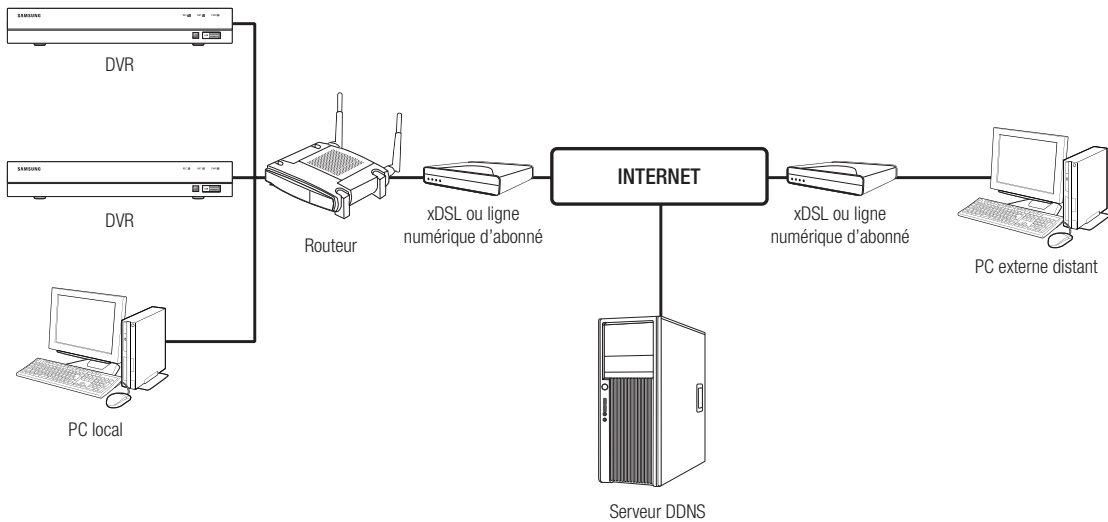 SAMSUNG
DVR
SAMSUNG
DVR
Routeur
xDSL ou ligne
numérique d'abonné
INTERNET
xDSL ou ligne
numérique d'abonné
PC externe distant
PC local
Serveur DDNS